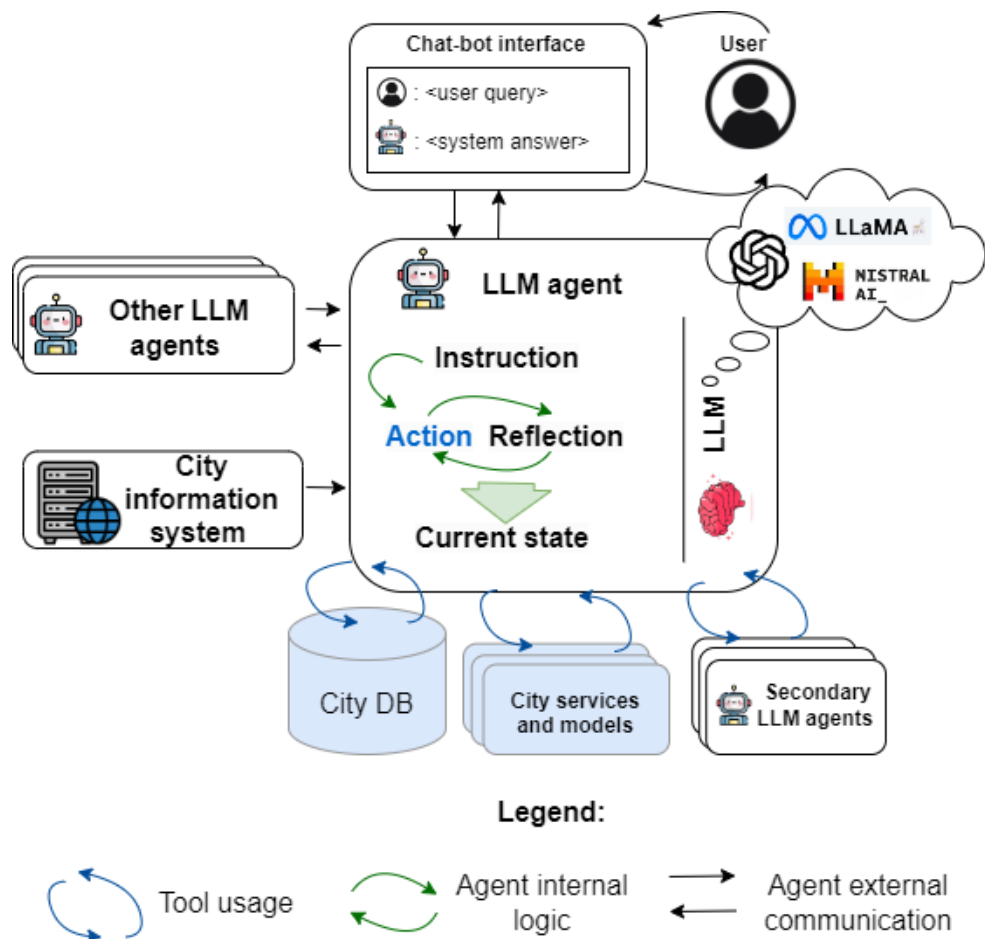 Chat-bot interface
User
: <user query>
: <system answer>
LLaMA
NISTRAL
AI_
LLM agent
Other LLM
agents
Instruction
Action
Reflection
LLM
City
information
system
Current state
City DB
City services
and models
Secondary
LLM agents
Legend:
Tool usage
Agent internal
logic
Agent external
communication